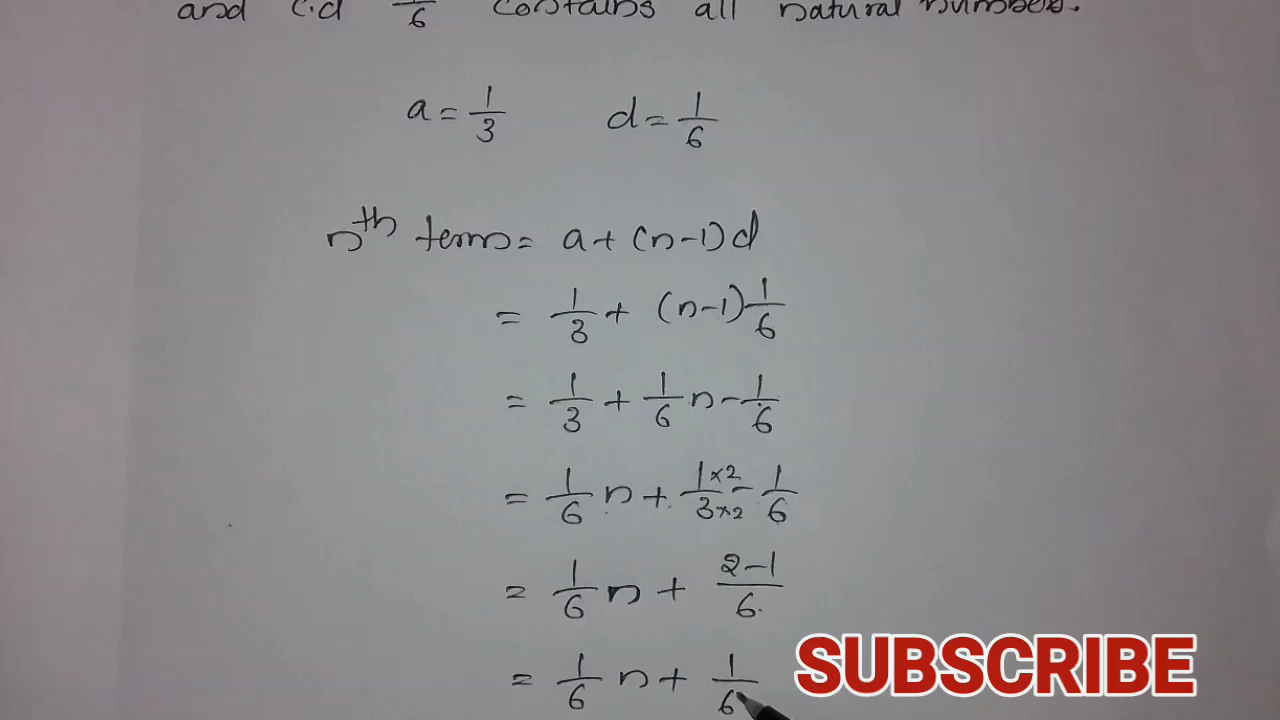 and c.d 1/6 contains all natural numbers.
a = 1/3 d = 1/6
nth term = a + (n-1) d
= 1/3 + (n-1) 1/6
= 1/3 + 1/6 n - 1/6
= 1/6 n + 1×2/3×2 - 1/6
= 1/6 n + 2-1/6
= 1/6 n + 1/6
SUBSCRIBE